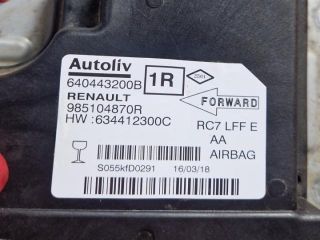 Autoliv
640443200B
1R
RENAULT
985104870R
HW :634412300C
FORWARD
RC7 LFF E
AA
AIRBAG
S055kfD0291 16/03/18